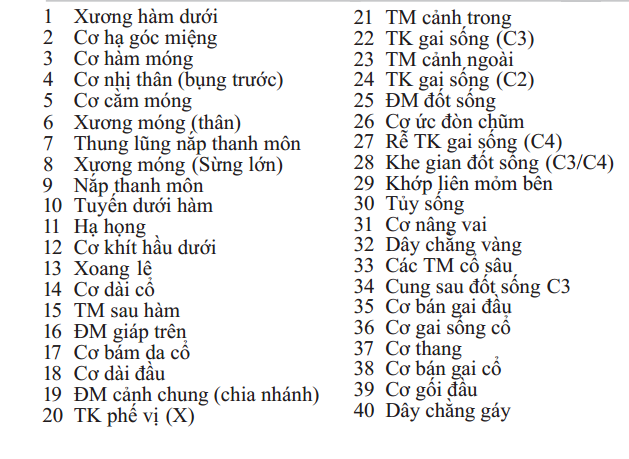 1 Xương hàm dưới
2 Cơ hạ góc miệng
3 Cơ hàm móng
4 Cơ nhị thân (bụng trước)
5 Cơ cằm móng
6 Xương móng (thân)
7 Thung lũng nắp thanh môn
8 Xương móng (Sừng lớn)
9 Nắp thanh môn
10 Tuyến dưới hàm
11 Hạ họng
12 Cơ khít hầu dưới
13 Xoang lê
14 Cơ dài cổ
15 TM sau hàm
16 ĐM giáp trên
17 Cơ bám da cổ
18 Cơ dài đầu
19 ĐM cảnh chung (chia nhánh)
20 TK phế vị (X)
21 TM cảnh trong
22 TK gai sống (C3)
23 TM cảnh ngoài
24 TK gai sống (C2)
25 ĐM đốt sống
26 Cơ ức đòn chũm
27 Rễ TK gai sống (C4)
28 Khe gian đốt sống (C3/C4)
29 Khớp liên mỏm bên
30 Tủy sống
31 Cơ nâng vai
32 Dây chằng vàng
33 Các TM cổ sâu
34 Cung sau đốt sống C3
35 Cơ bán gai đầu
36 Cơ gai sống cổ
37 Cơ thang
38 Cơ bán gai cổ
39 Cơ gối đầu
40 Dây chằng gáy